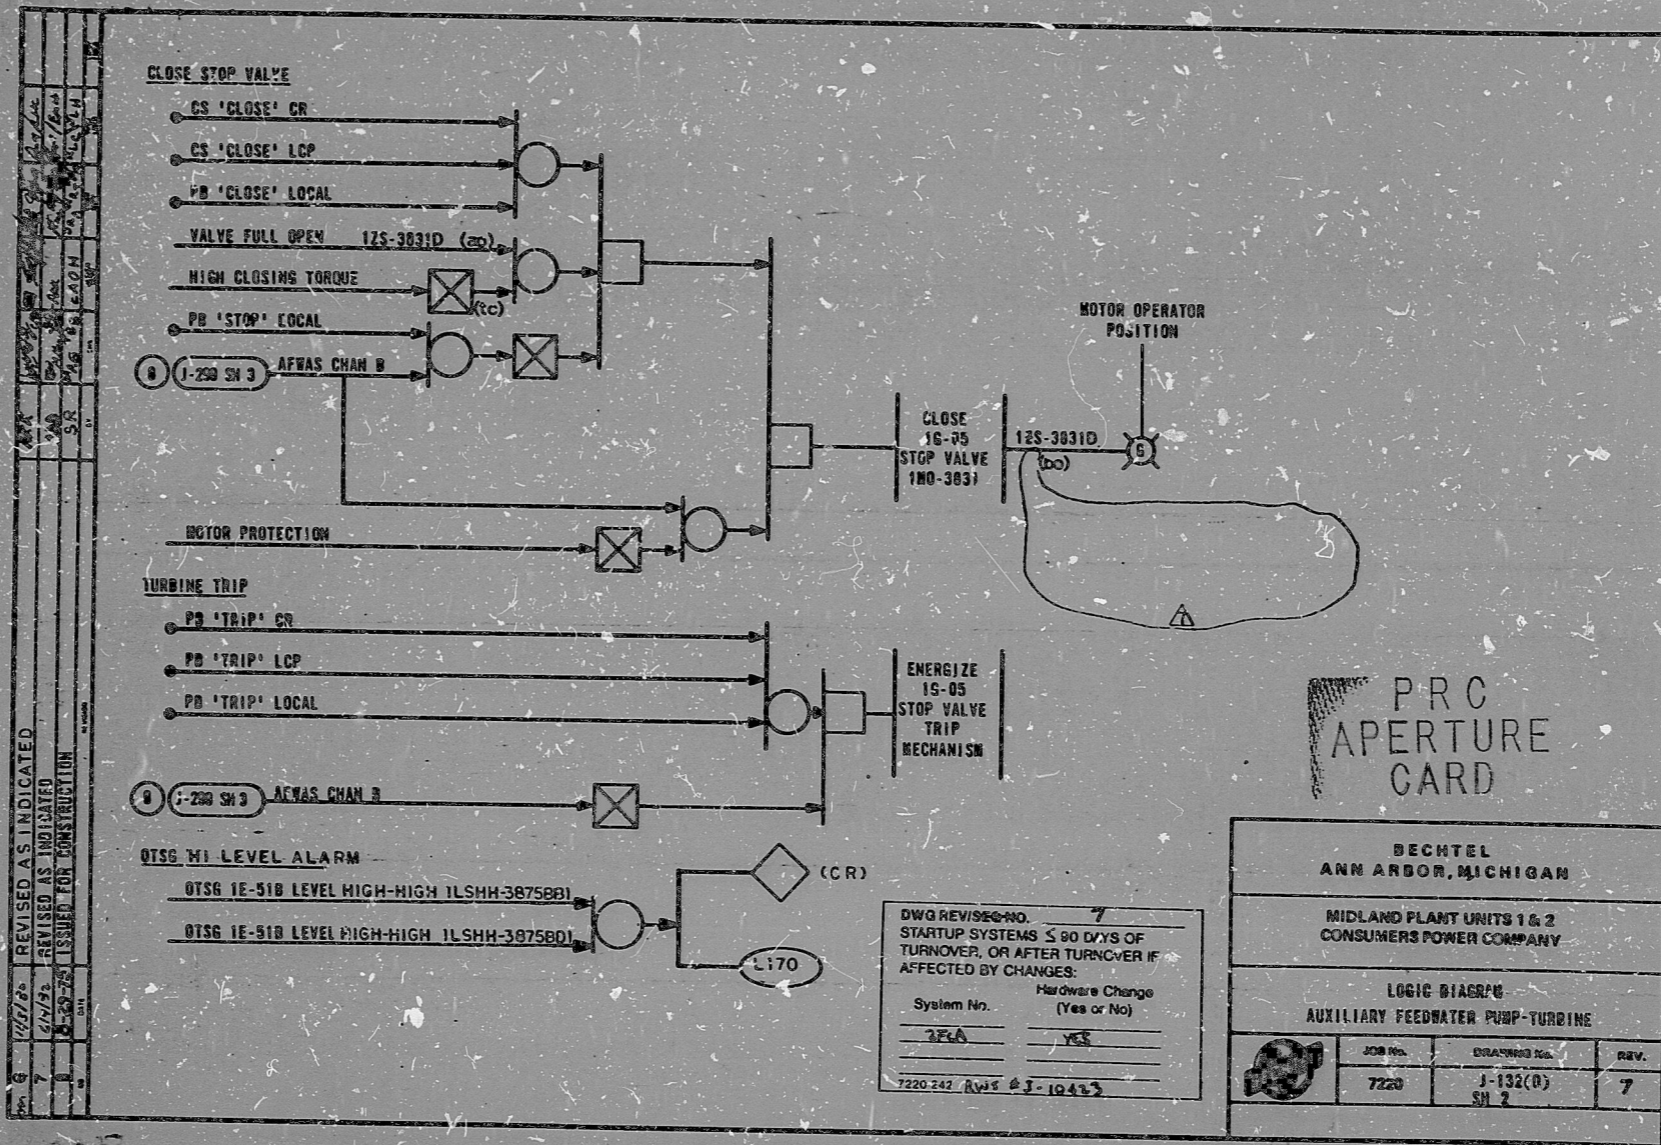 CLOSE STOP VALVE
CS 'CLOSE' CR
CS 'CLOSE' LCP
PB 'CLOSE' LOCAL
VALVE FULL OPEN 1ZS-3831D (ao)
HIGH CLOSING TORQUE
(tc)
PB 'STOP' LOCAL
J-299 SH 3 AFWAS CHAN B
MOTOR PROTECTION
CLOSE
1G-05
STOP VALVE
1MO-3831
1ZS-3831D
(bo)
G
MOTOR OPERATOR
POSITION
TURBINE TRIP
PB 'TRIP' CR
PB 'TRIP' LCP
PB 'TRIP' LOCAL
J-299 SH 3 AFWAS CHAN B
ENERGIZE
1G-05
STOP VALVE
TRIP
MECHANISM
OTSG HI LEVEL ALARM
OTSG 1E-51B LEVEL HIGH-HIGH 1LSHH-3875BB1
OTSG 1E-51B LEVEL HIGH-HIGH 1LSHH-3875BD1
(CR)
L170
PRC
APERTURE
CARD
DWG REVISED NO. 7
STARTUP SYSTEMS ≤ 90 DAYS OF
TURNOVER, OR AFTER TURNOVER IF
AFFECTED BY CHANGES:
System No. Hardware Change
(Yes or No)
YES
7220-242 RWS # J-10423
BECHTEL
ANN ARBOR, MICHIGAN
MIDLAND PLANT UNITS 1 & 2
CONSUMERS POWER COMPANY
LOGIC DIAGRAM
AUXILIARY FEEDWATER PUMP-TURBINE
JOB No. DRAWING No. REV.
7220 J-132(Q)
SH 2 7
REVISED AS INDICATED
REVISED AS INDICATED
ISSUED FOR CONSTRUCTION